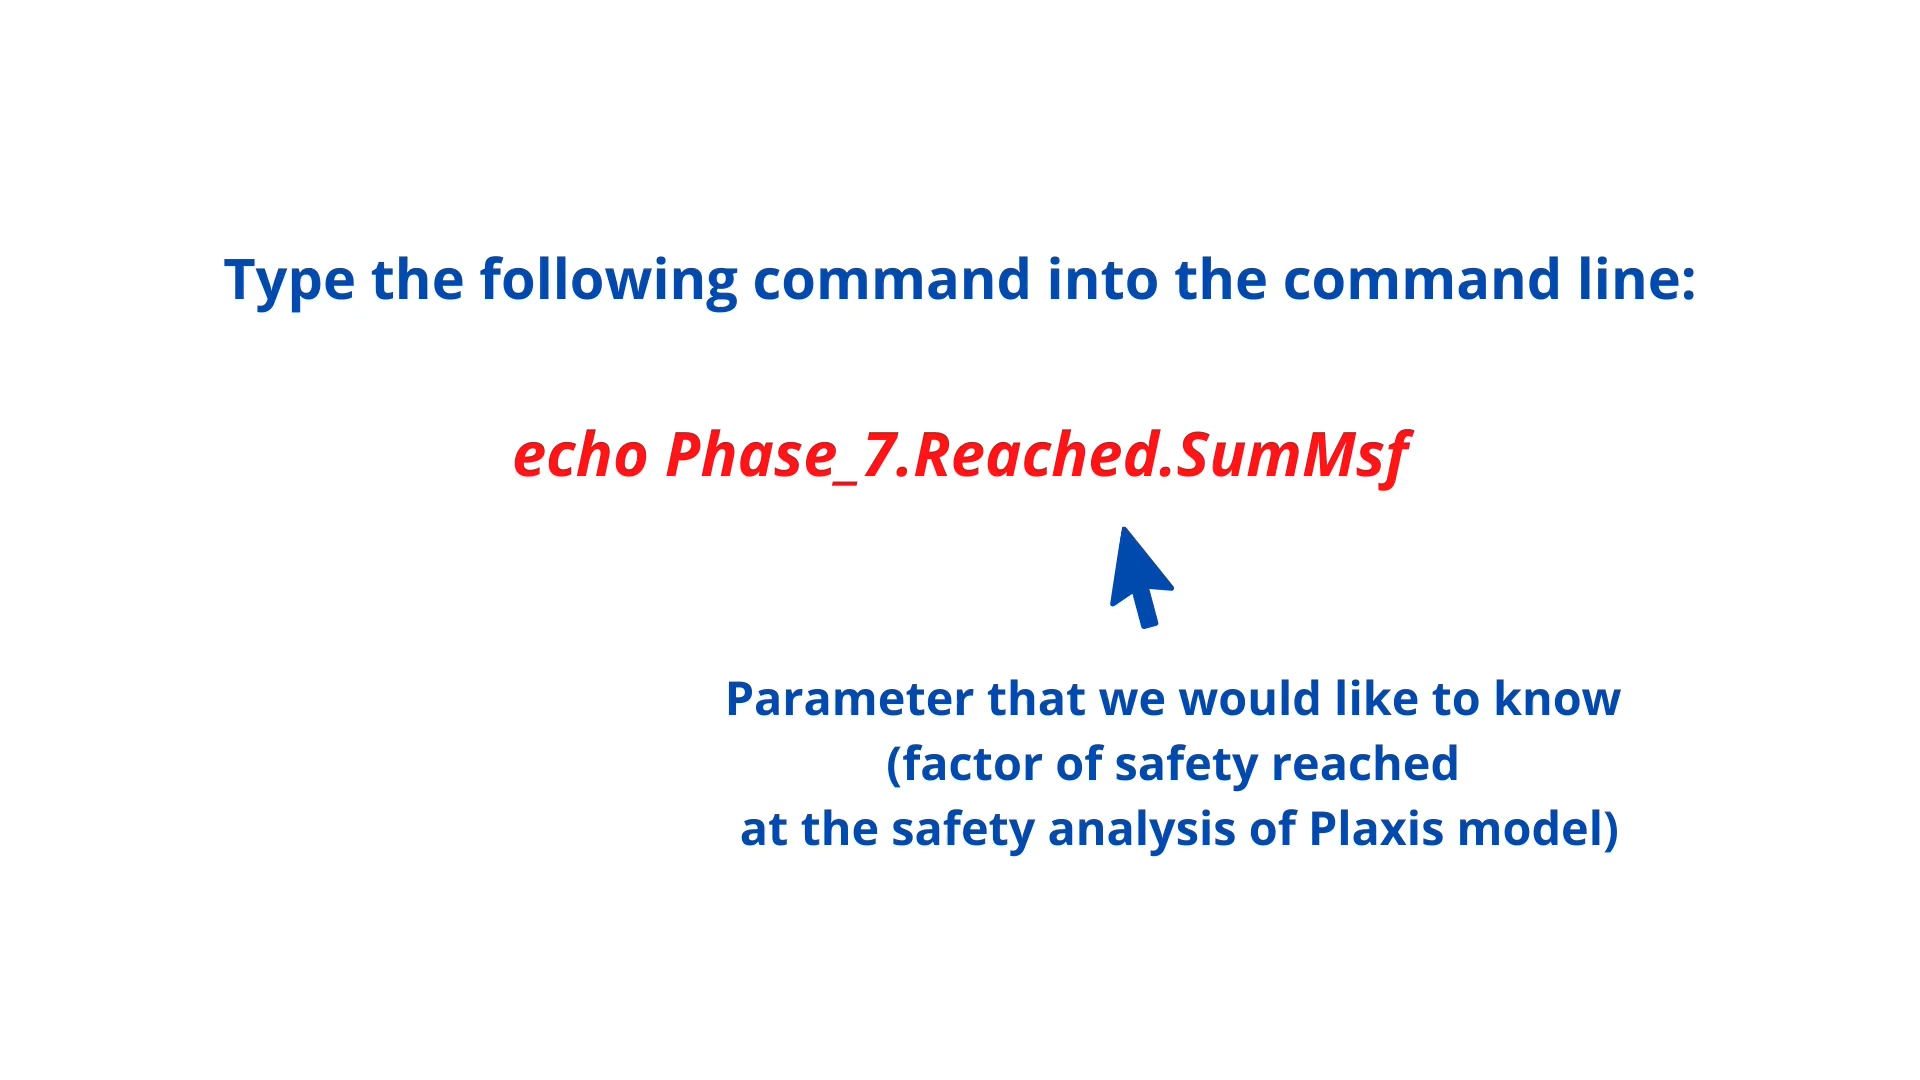 Type the following command into the command line:
echo Phase_7.Reached.SumMsf
Parameter that we would like to know
(factor of safety reached
at the safety analysis of Plaxis model)